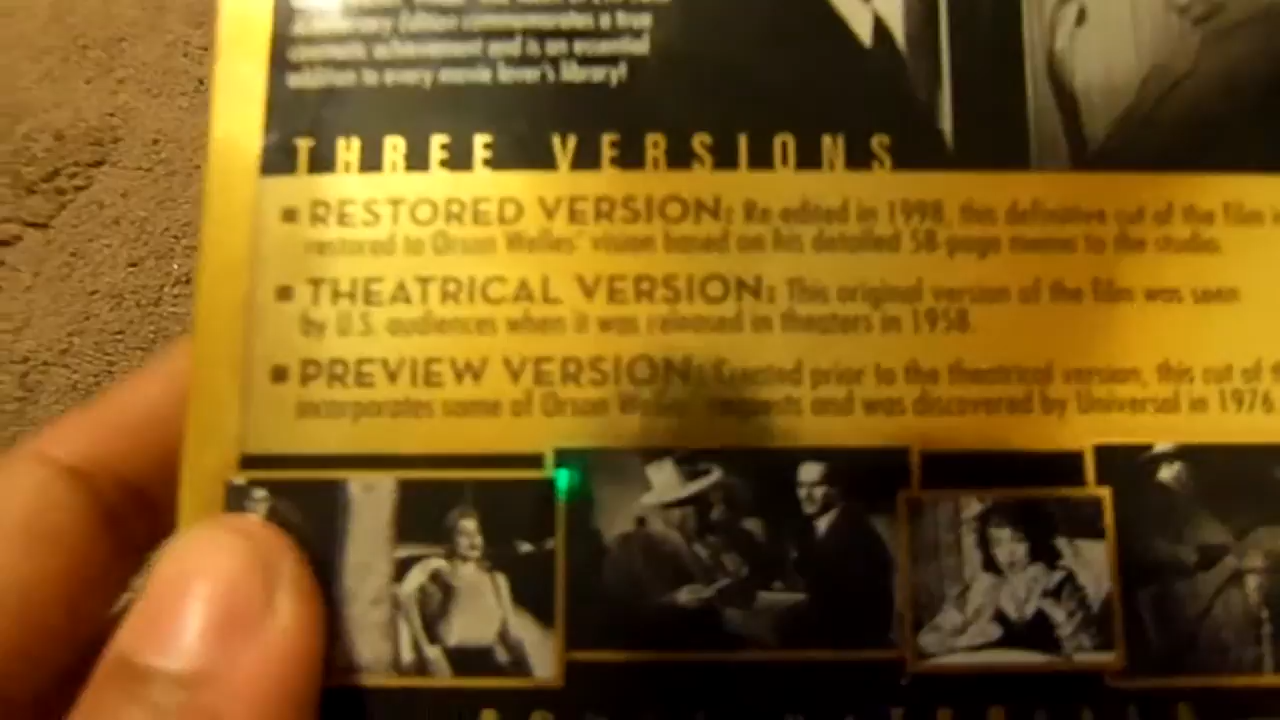 Anniversary Edition commemorates a true
cinematic achievement and is an essential
addition to every movie lover's library!
THREE VERSIONS
▪ RESTORED VERSION: Re-edited in 1998, this definitive cut of the film
restored to Orson Welles' vision based on his detailed 58-page memo to the studio.
▪ THEATRICAL VERSION: This original version of the film was seen
by U.S. audiences when it was released in theaters in 1958.
▪ PREVIEW VERSION: Created prior to the theatrical version, this cut of
incorporates some of Orson Welles' requests and was discovered by Universal in 1976